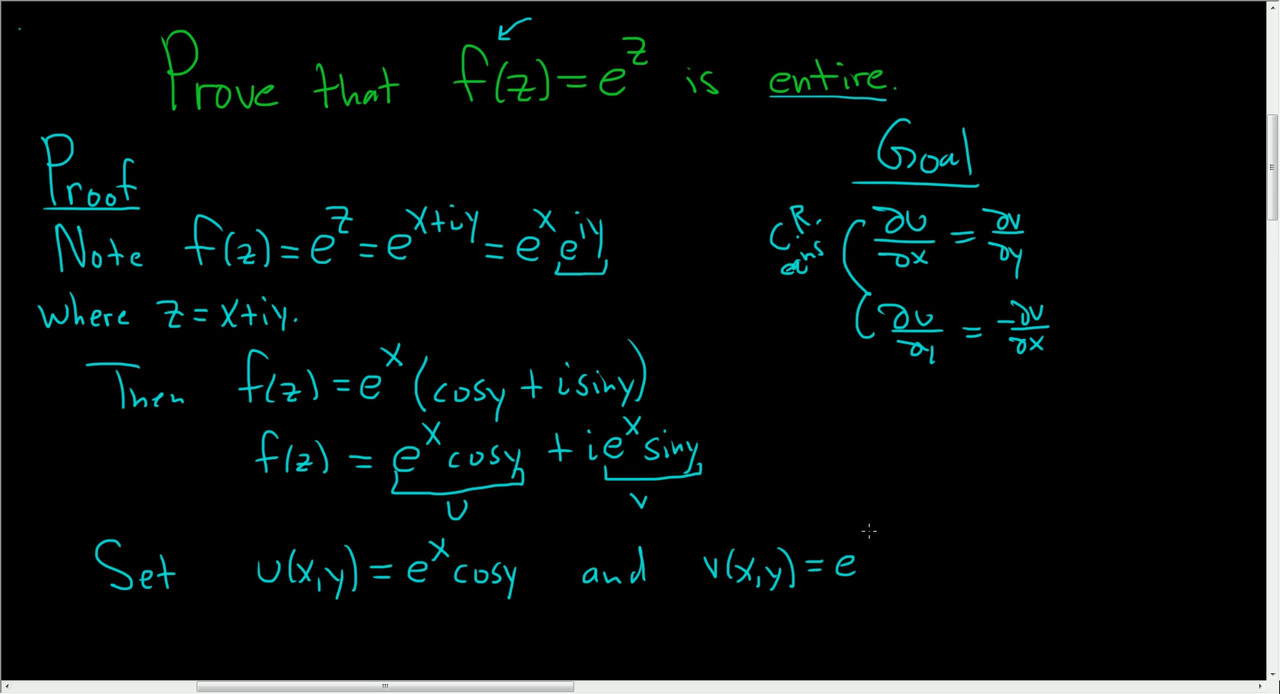 Prove that f(z) = e^z is entire.
Goal
Proof
Note f(z) = e^z = e^{x+iy} = e^x e^{iy}
C.R. eqns
∂u/∂x = ∂v/∂y
where z = x+iy.
∂u/∂y = -∂v/∂x
Then f(z) = e^x (cosy + isiny)
f(z) = e^x cosy + ie^x siny
u v
Set u(x,y) = e^x cosy and v(x,y) = e